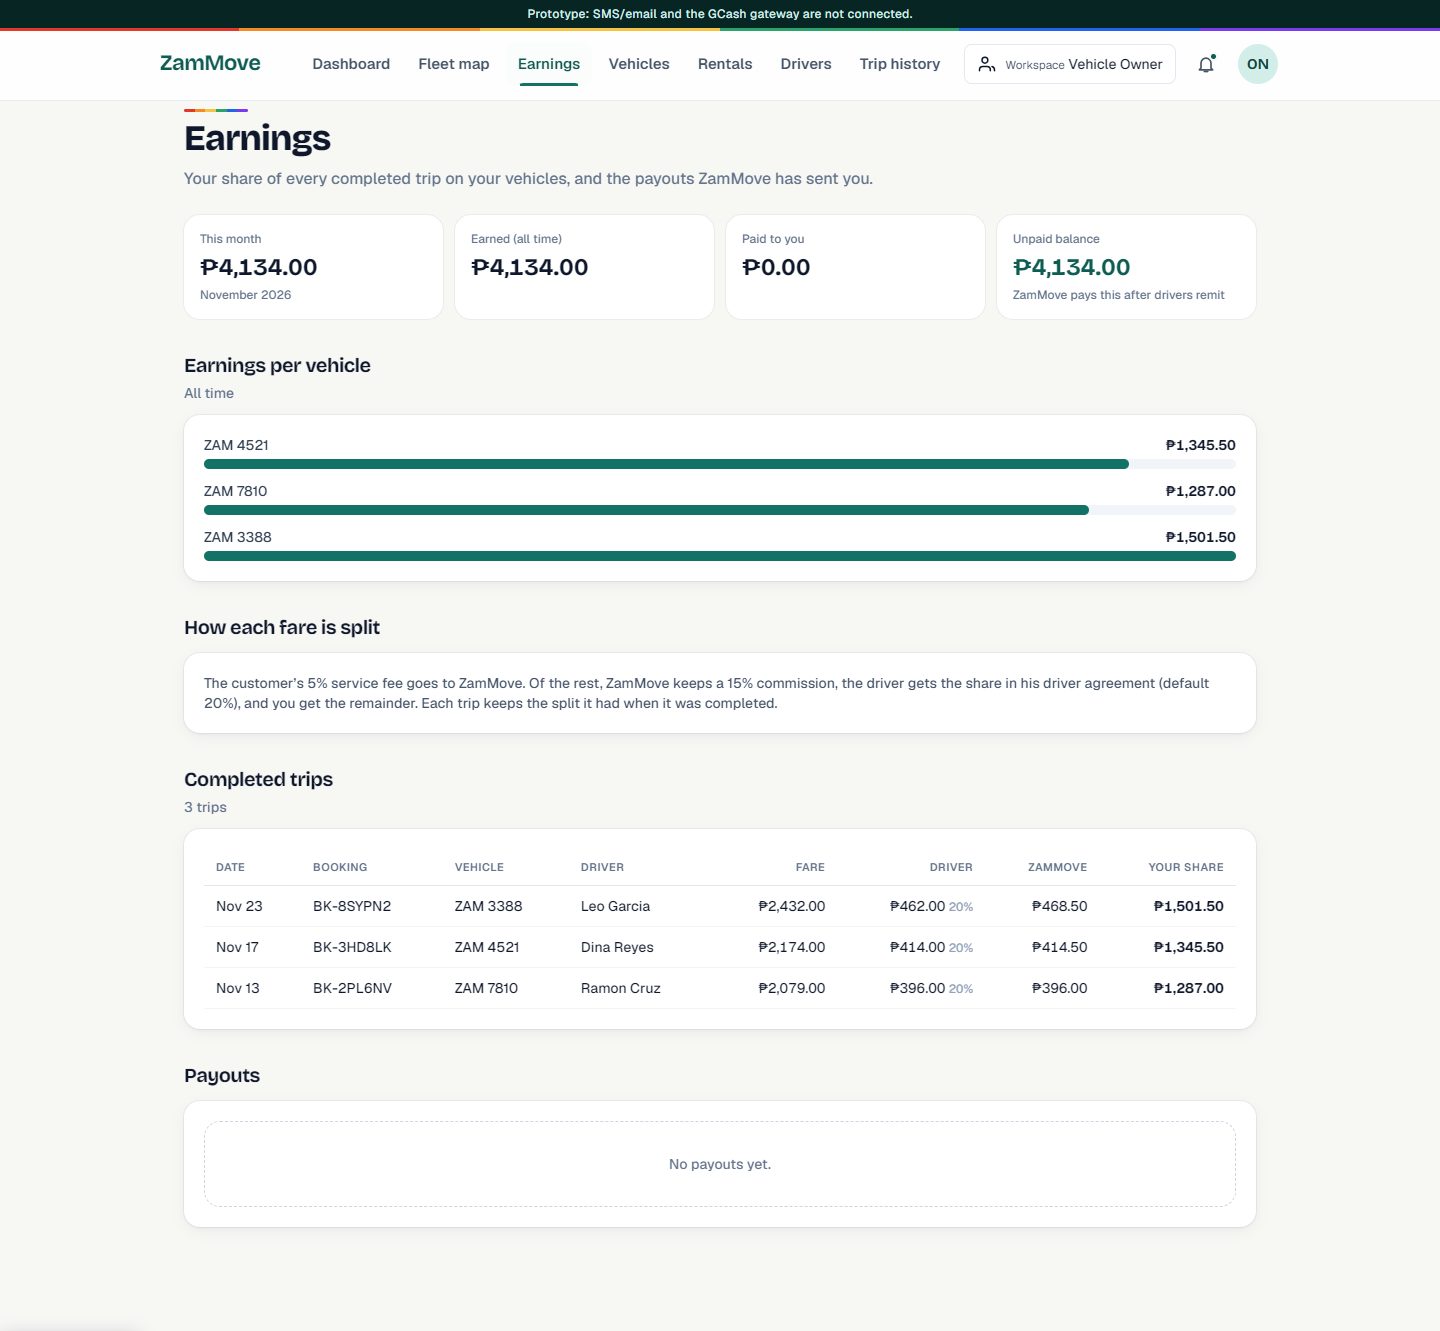 Prototype: SMS/email and the GCash gateway are not connected.
ZamMove
Dashboard
Fleet map
Earnings
Vehicles
Rentals
Drivers
Trip history
Workspace Vehicle Owner
ON
Earnings
Your share of every completed trip on your vehicles, and the payouts ZamMove has sent you.
This month
₱4,134.00
November 2026
Earned (all time)
₱4,134.00
Paid to you
₱0.00
Unpaid balance
₱4,134.00
ZamMove pays this after drivers remit
Earnings per vehicle
All time
ZAM 4521 ₱1,345.50
ZAM 7810 ₱1,287.00
ZAM 3388 ₱1,501.50
How each fare is split
The customer’s 5% service fee goes to ZamMove. Of the rest, ZamMove keeps a 15% commission, the driver gets the share in his driver agreement (default
20%), and you get the remainder. Each trip keeps the split it had when it was completed.
Completed trips
3 trips
DATE BOOKING VEHICLE DRIVER FARE DRIVER ZAMMOVE YOUR SHARE
Nov 23 BK-8SYPN2 ZAM 3388 Leo Garcia ₱2,432.00 ₱462.00 20% ₱468.50 ₱1,501.50
Nov 17 BK-3HD8LK ZAM 4521 Dina Reyes ₱2,174.00 ₱414.00 20% ₱414.50 ₱1,345.50
Nov 13 BK-2PL6NV ZAM 7810 Ramon Cruz ₱2,079.00 ₱396.00 20% ₱396.00 ₱1,287.00
Payouts
No payouts yet.